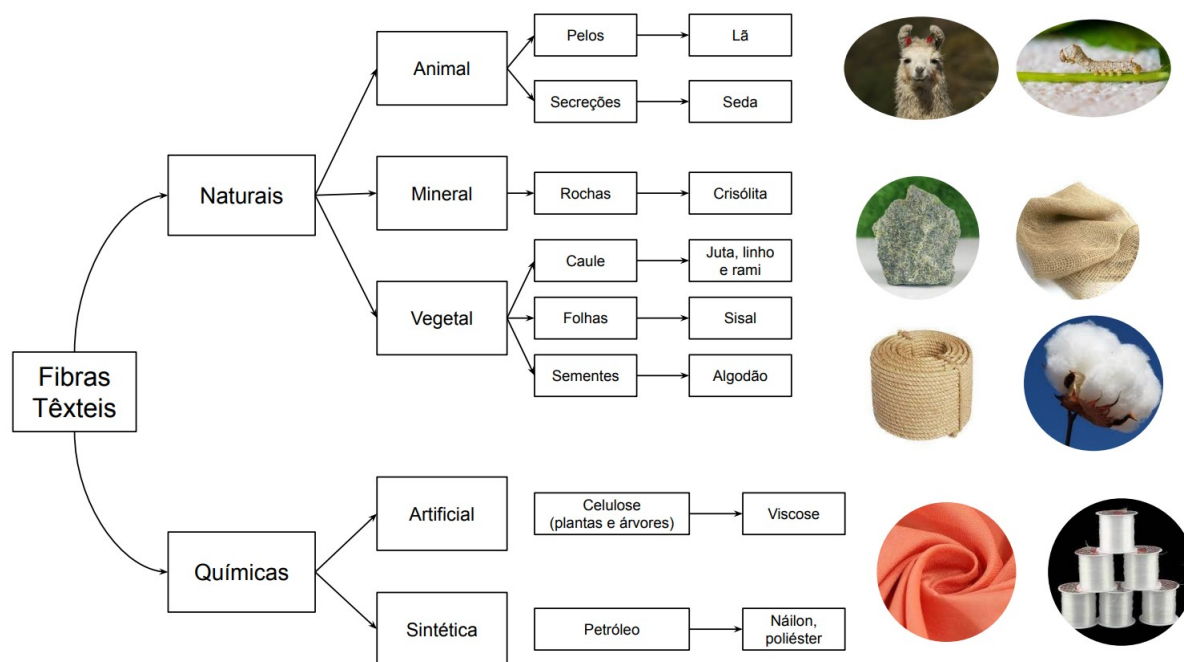 Fibras
Têxteis
Naturais
Animal
Pelos
Lã
Secreções
Seda
Mineral
Rochas
Crisólita
Vegetal
Caule
Juta, linho
e rami
Folhas
Sisal
Sementes
Algodão
Químicas
Artificial
Celulose
(plantas e árvores)
Viscose
Sintética
Petróleo
Náilon,
poliéster